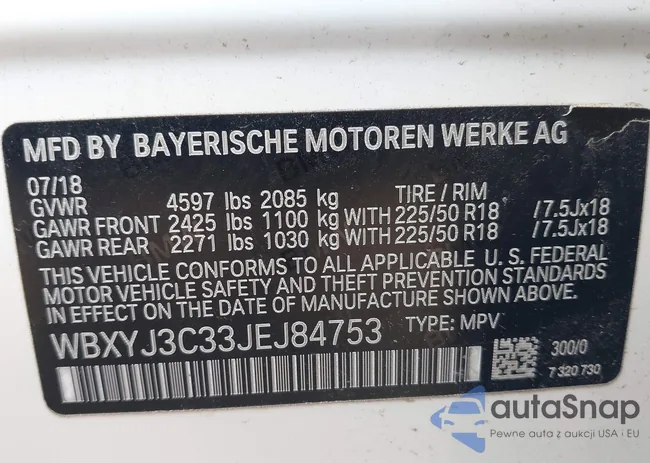 MFD BY BAYERISCHE MOTOREN WERKE AG
07/18
GVWR 4597 lbs 2085 kg TIRE / RIM
GAWR FRONT 2425 lbs 1100 kg WITH 225/50 R18 /7.5Jx18
GAWR REAR 2271 lbs 1030 kg WITH 225/50 R18 /7.5Jx18
THIS VEHICLE CONFORMS TO ALL APPLICABLE U. S. FEDERAL
MOTOR VEHICLE SAFETY AND THEFT PREVENTION STANDARDS
IN EFFECT ON THE DATE OF MANUFACTURE SHOWN ABOVE.
WBXYJ3C33JEJ84753 TYPE: MPV
300/0
7 320 730
autaSnap
Pewne auta z aukcji USA i EU